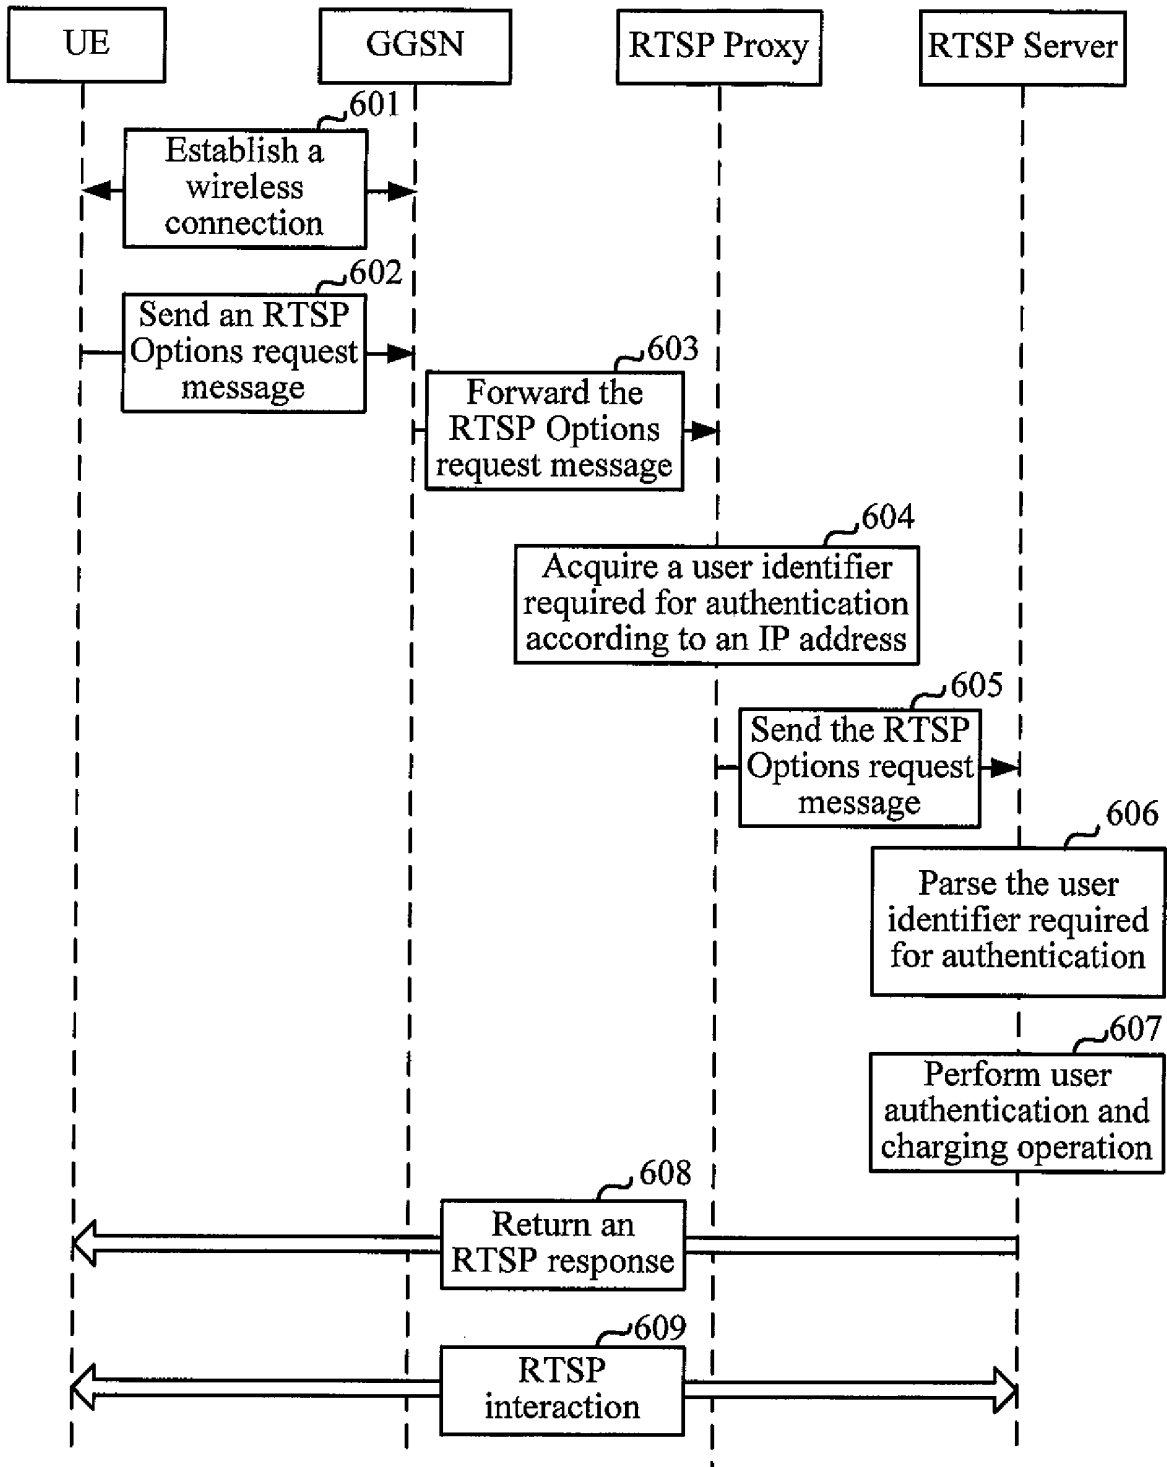 UE
GGSN
RTSP Proxy
RTSP Server
601
Establish a
wireless
connection
602
Send an RTSP
Options request
message
603
Forward the
RTSP Options
request message
604
Acquire a user identifier
required for authentication
according to an IP address
605
Send the RTSP
Options request
message
606
Parse the user
identifier required
for authentication
607
Perform user
authentication and
charging operation
608
Return an
RTSP response
609
RTSP
interaction